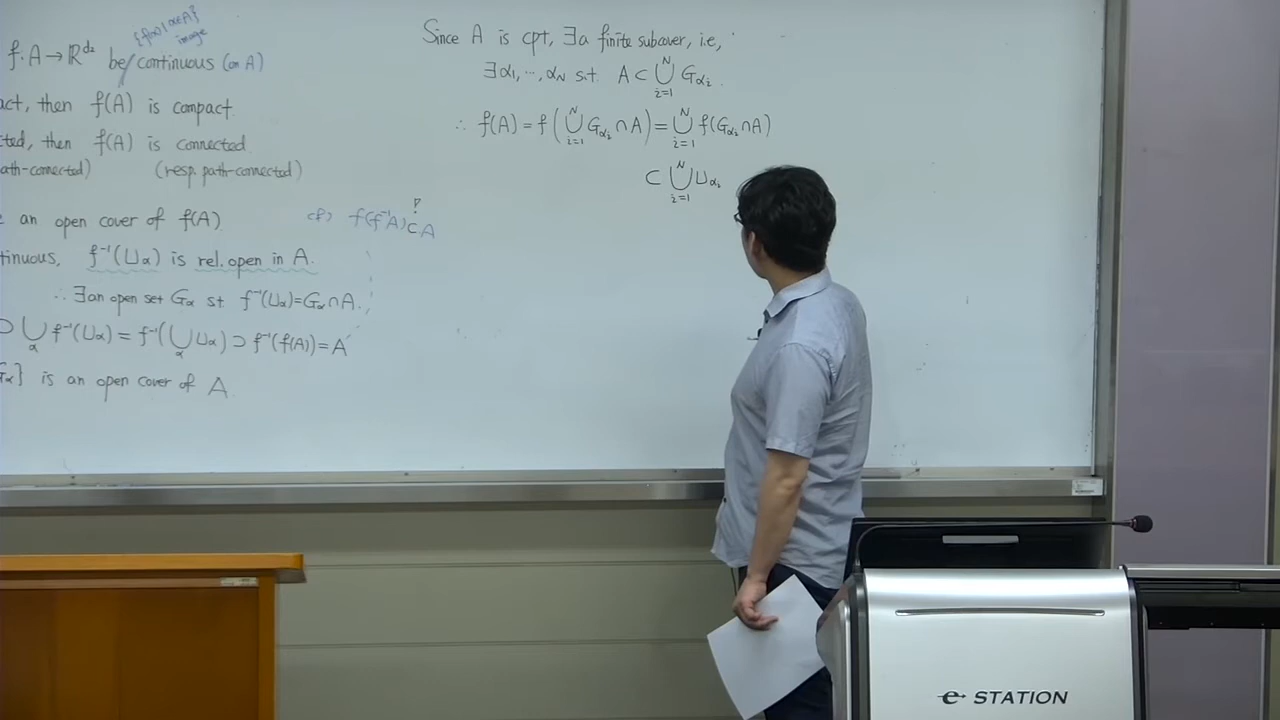 {f(x) | x∈A}
image
f: A → ℝ^{d₂} be continuous (on A)
act, then f(A) is compact.
ted, then f(A) is connected.
ath-connected) (resp. path-connected)
an open cover of f(A).
cf) f(f⁻¹(A)) ⊂ A
?
tinuous, f⁻¹(U_α) is rel. open in A.
∴ ∃ an open set G_α st f⁻¹(U_α) = G_α ∩ A.
⊃ ⋃_α f⁻¹(U_α) = f⁻¹(⋃_α U_α) ⊃ f⁻¹(f(A)) = A
G_α} is an open cover of A.
Since A is cpt, ∃ a finite subcover, i.e.,
∃ α₁, ⋯, α_N s.t. A ⊂ ⋃_{i=1}^N G_{α_i}.
∴ f(A) = f(⋃_{i=1}^N G_{α_i} ∩ A) = ⋃_{i=1}^N f(G_{α_i} ∩ A)
⊂ ⋃_{i=1}^N U_{α_i}
e STATION